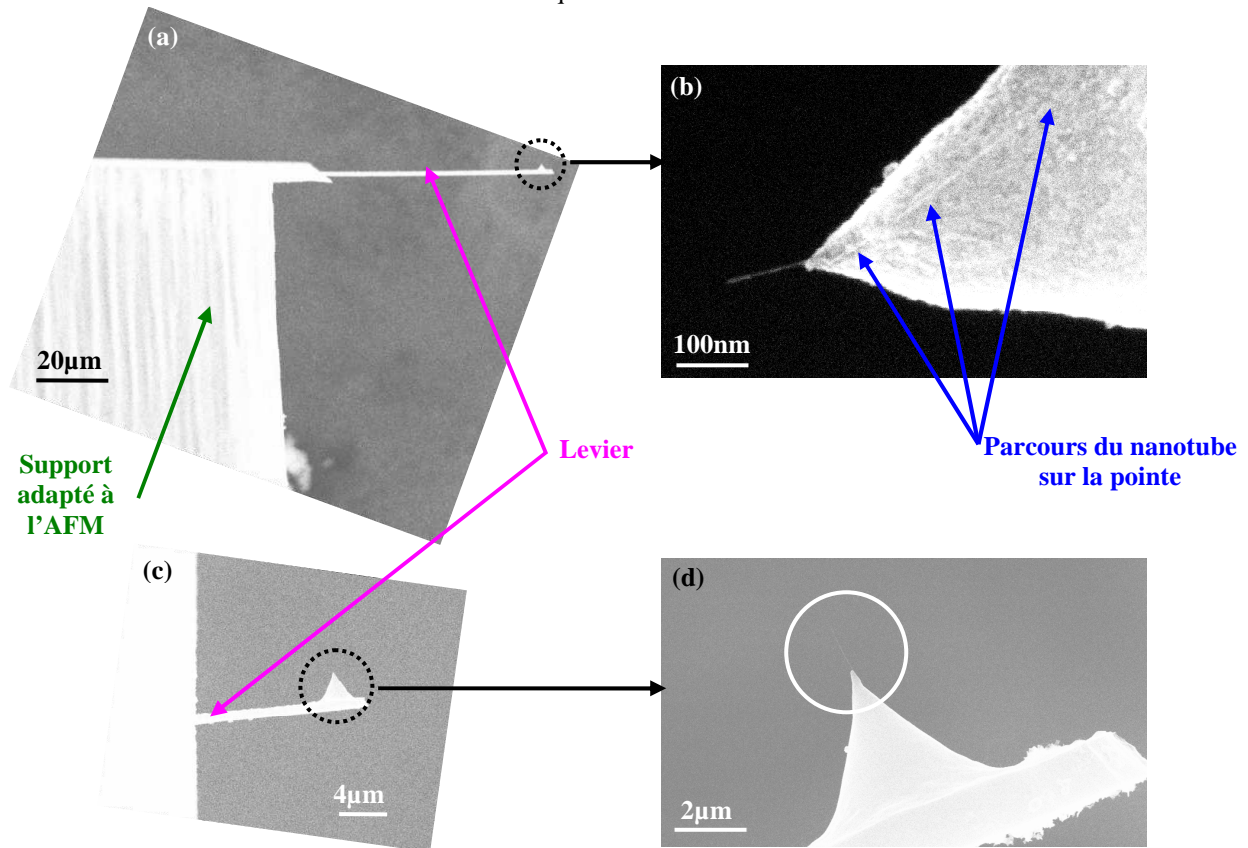 (a)
(b)
20µm
100nm
Support
adapté à
l’AFM
Levier
Parcours du nanotube
sur la pointe
(c)
(d)
4µm
2µm